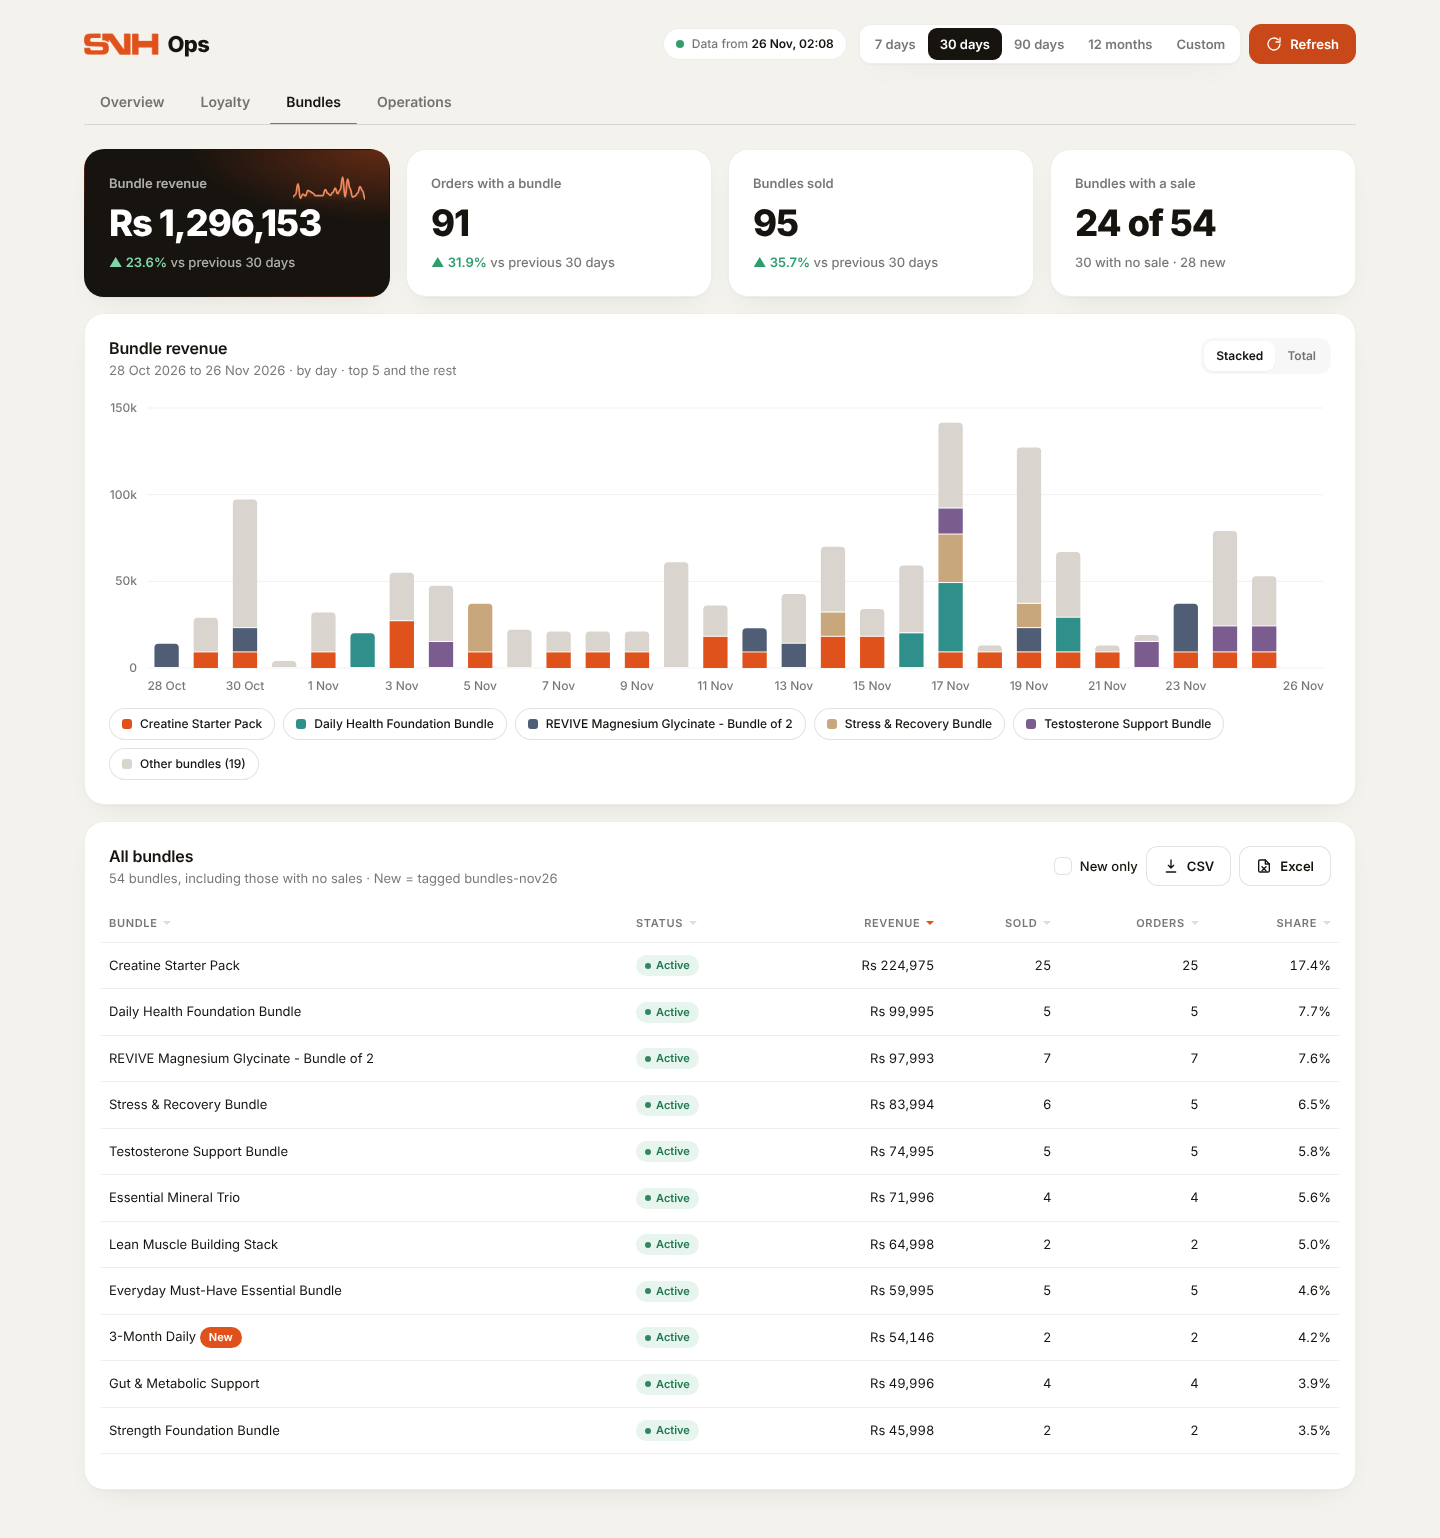 SNH Ops
Data from 26 Nov, 02:08
7 days 30 days 90 days 12 months Custom
Refresh
Overview Loyalty Bundles Operations
Bundle revenue
Rs 1,296,153
▲ 23.6% vs previous 30 days
Orders with a bundle
91
▲ 31.9% vs previous 30 days
Bundles sold
95
▲ 35.7% vs previous 30 days
Bundles with a sale
24 of 54
30 with no sale · 28 new
Bundle revenue
28 Oct 2026 to 26 Nov 2026 · by day · top 5 and the rest
Stacked Total
150k
100k
50k
0
28 Oct 30 Oct 1 Nov 3 Nov 5 Nov 7 Nov 9 Nov 11 Nov 13 Nov 15 Nov 17 Nov 19 Nov 21 Nov 23 Nov 26 Nov
Creatine Starter Pack Daily Health Foundation Bundle REVIVE Magnesium Glycinate - Bundle of 2 Stress & Recovery Bundle Testosterone Support Bundle
Other bundles (19)
All bundles
54 bundles, including those with no sales · New = tagged bundles-nov26
New only CSV Excel
BUNDLE STATUS REVENUE SOLD ORDERS SHARE
Creatine Starter Pack Active Rs 224,975 25 25 17.4%
Daily Health Foundation Bundle Active Rs 99,995 5 5 7.7%
REVIVE Magnesium Glycinate - Bundle of 2 Active Rs 97,993 7 7 7.6%
Stress & Recovery Bundle Active Rs 83,994 6 5 6.5%
Testosterone Support Bundle Active Rs 74,995 5 5 5.8%
Essential Mineral Trio Active Rs 71,996 4 4 5.6%
Lean Muscle Building Stack Active Rs 64,998 2 2 5.0%
Everyday Must-Have Essential Bundle Active Rs 59,995 5 5 4.6%
3-Month Daily New Active Rs 54,146 2 2 4.2%
Gut & Metabolic Support Active Rs 49,996 4 4 3.9%
Strength Foundation Bundle Active Rs 45,998 2 2 3.5%